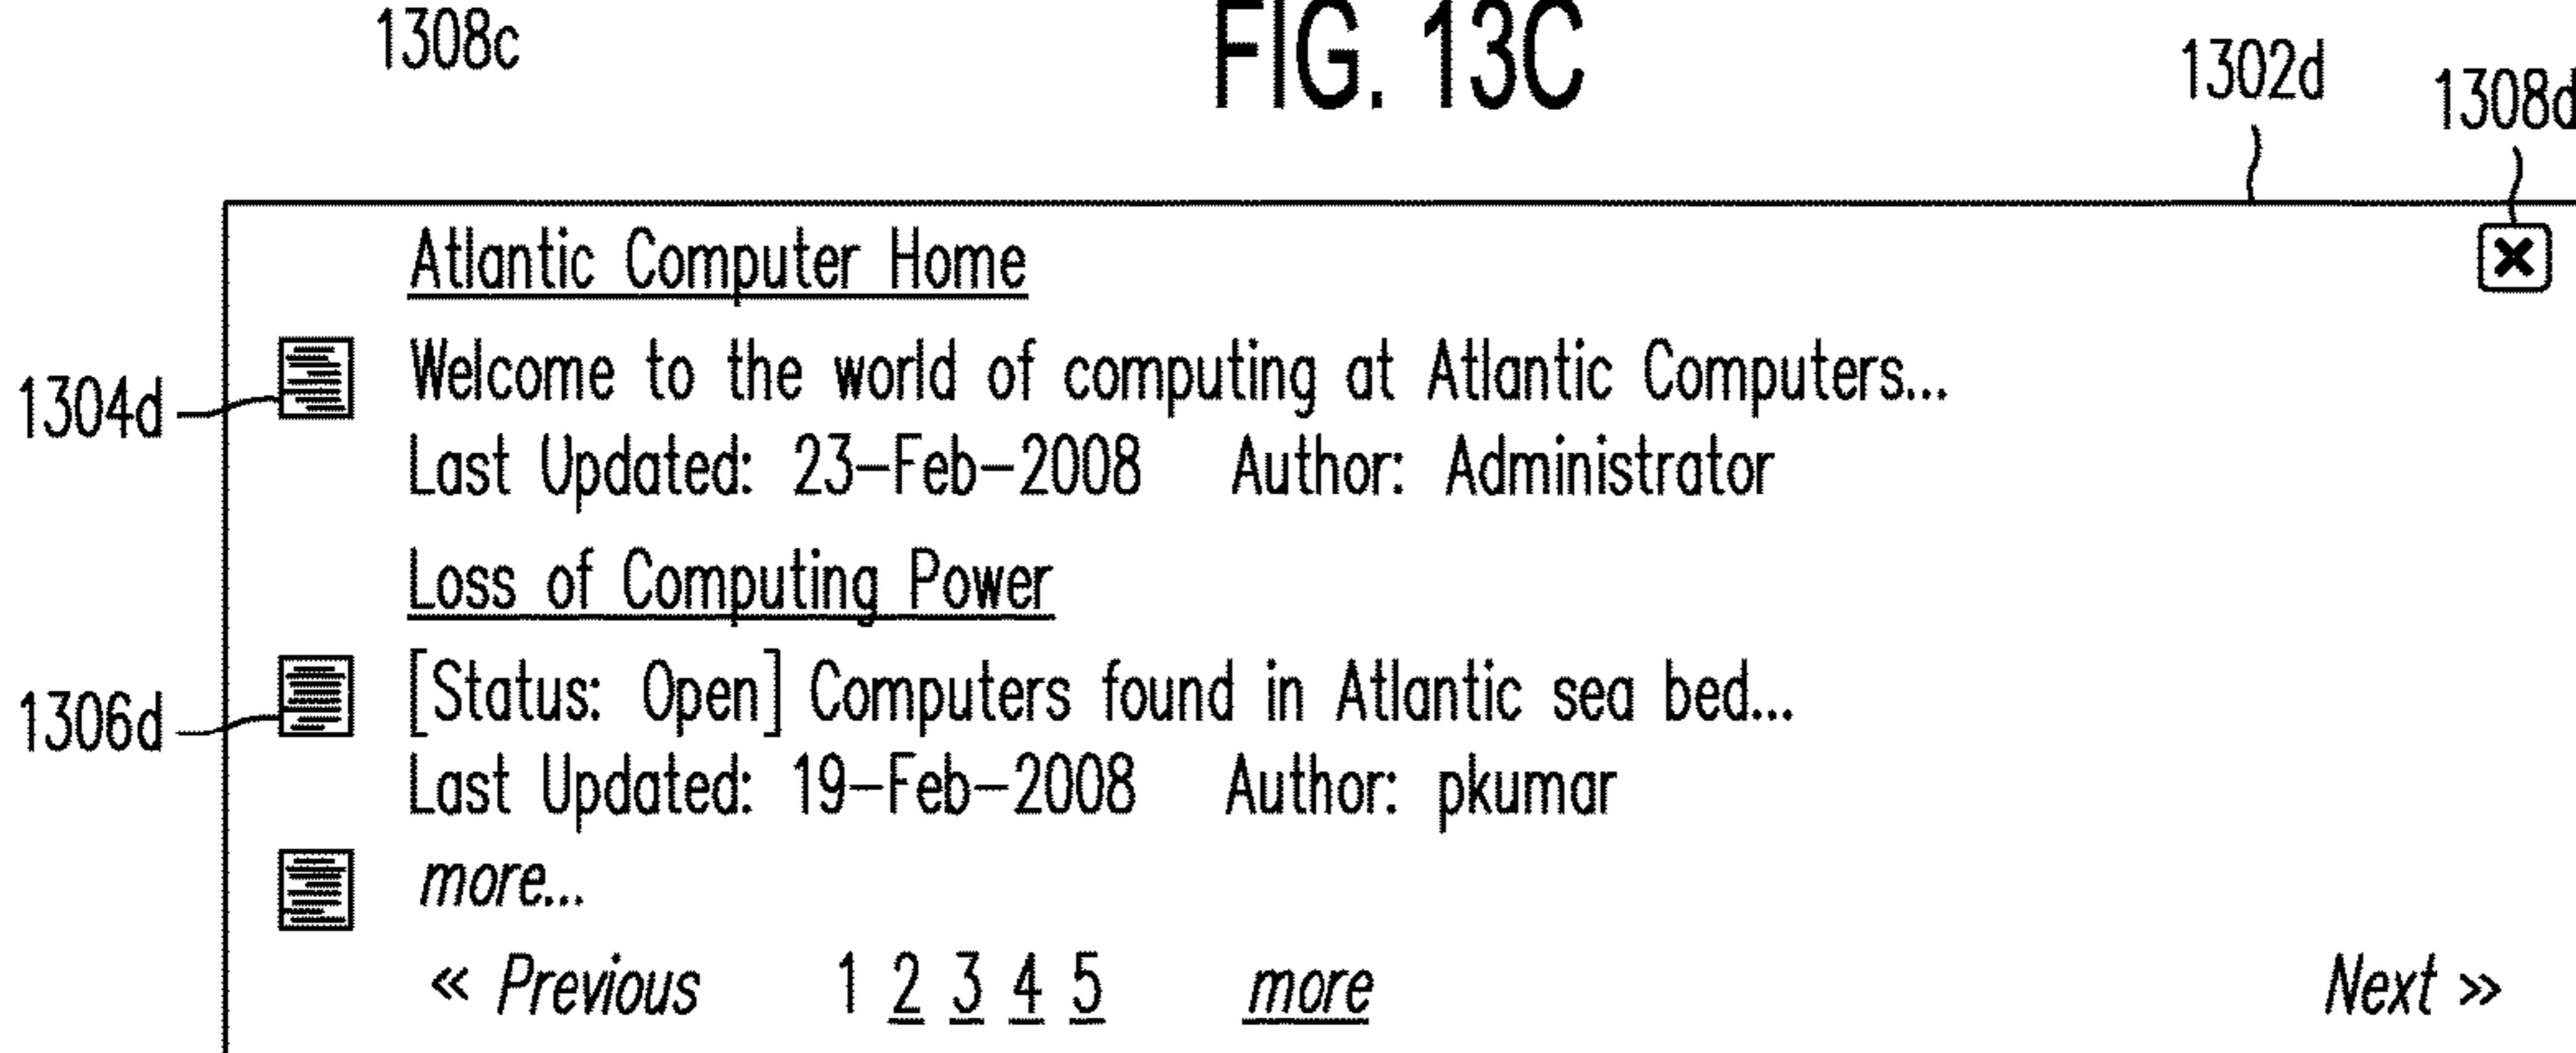 1308c
FIG. 13C
1302d
1308d
Atlantic Computer Home
1304d
Welcome to the world of computing at Atlantic Computers...
Last Updated: 23-Feb-2008 Author: Administrator
Loss of Computing Power
1306d
[Status: Open] Computers found in Atlantic sea bed...
Last Updated: 19-Feb-2008 Author: pkumar
more...
« Previous 1 2 3 4 5 more Next »